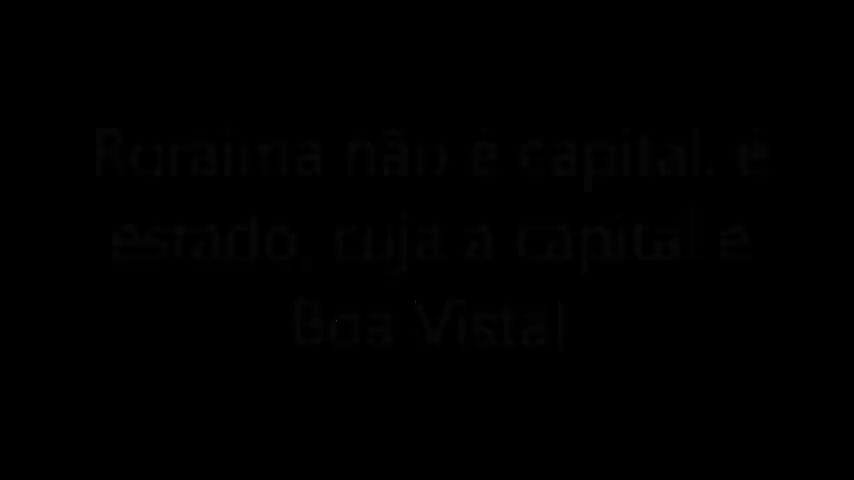 Roraima não é capital, é
estado, cuja a capital é
Boa Vista!